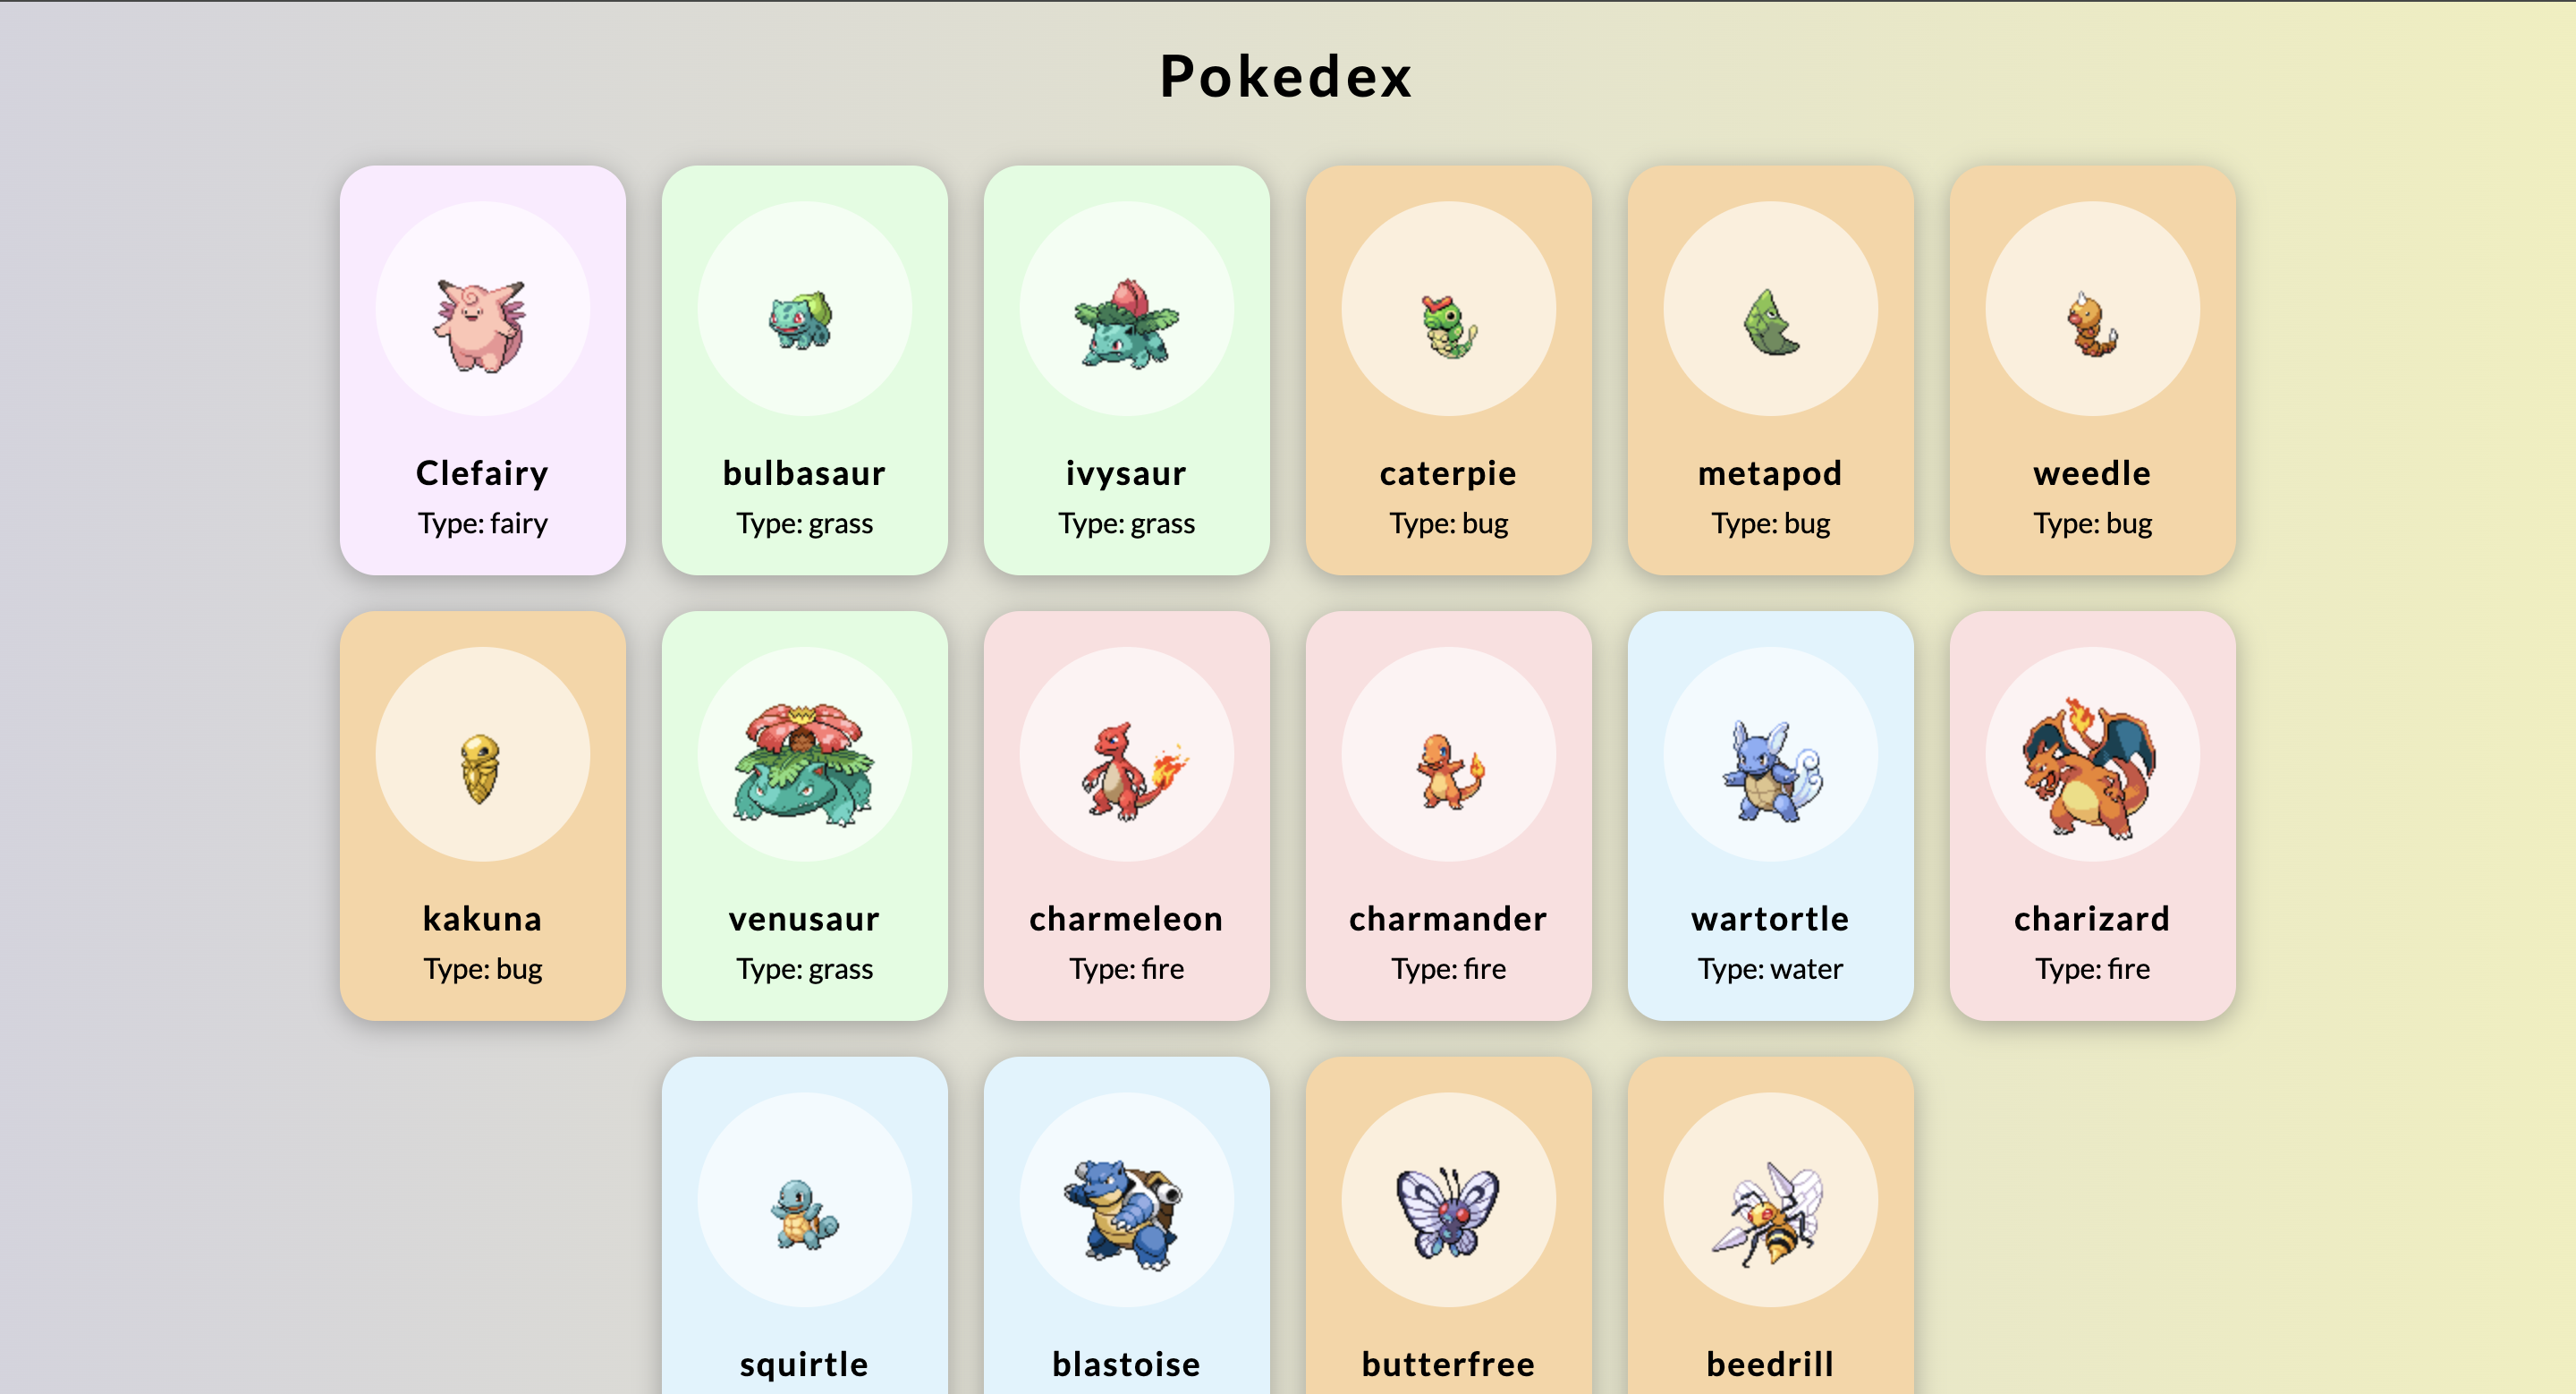 Pokedex
Clefairy
Type: fairy
bulbasaur
Type: grass
ivysaur
Type: grass
caterpie
Type: bug
metapod
Type: bug
weedle
Type: bug
kakuna
Type: bug
venusaur
Type: grass
charmeleon
Type: fire
charmander
Type: fire
wartortle
Type: water
charizard
Type: fire
squirtle
blastoise
butterfree
beedrill